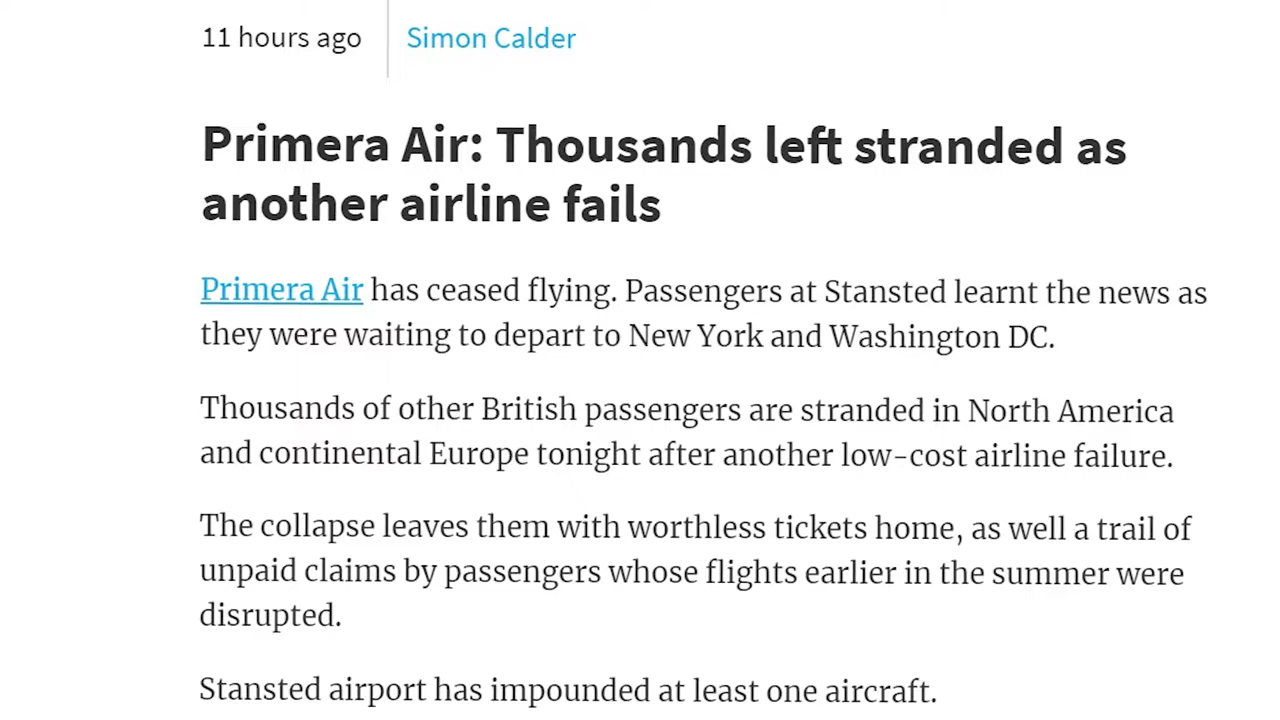 11 hours ago
Simon Calder
Primera Air: Thousands left stranded as
another airline fails
Primera Air has ceased flying. Passengers at Stansted learnt the news as
they were waiting to depart to New York and Washington DC.
Thousands of other British passengers are stranded in North America
and continental Europe tonight after another low-cost airline failure.
The collapse leaves them with worthless tickets home, as well a trail of
unpaid claims by passengers whose flights earlier in the summer were
disrupted.
Stansted airport has impounded at least one aircraft.